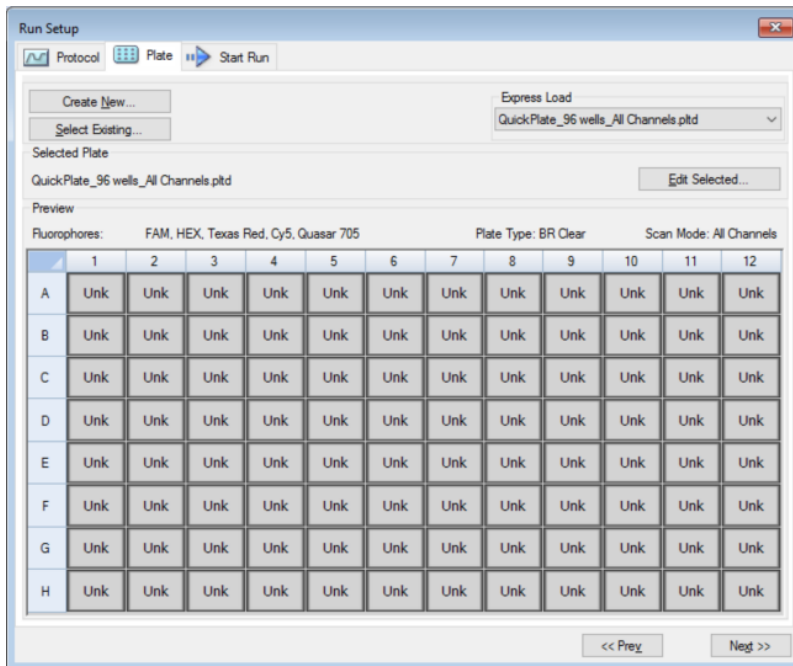 Run Setup
Protocol Plate Start Run
Create New...
Express Load
QuickPlate_96 wells_All Channels.pltd
Select Existing...
Selected Plate
QuickPlate_96 wells_All Channels.pltd Edit Selected...
Preview
Fluorophores: FAM, HEX, Texas Red, Cy5, Quasar 705 Plate Type: BR Clear Scan Mode: All Channels
1 2 3 4 5 6 7 8 9 10 11 12
A Unk Unk Unk Unk Unk Unk Unk Unk Unk Unk Unk Unk
B Unk Unk Unk Unk Unk Unk Unk Unk Unk Unk Unk Unk
C Unk Unk Unk Unk Unk Unk Unk Unk Unk Unk Unk Unk
D Unk Unk Unk Unk Unk Unk Unk Unk Unk Unk Unk Unk
E Unk Unk Unk Unk Unk Unk Unk Unk Unk Unk Unk Unk
F Unk Unk Unk Unk Unk Unk Unk Unk Unk Unk Unk Unk
G Unk Unk Unk Unk Unk Unk Unk Unk Unk Unk Unk Unk
H Unk Unk Unk Unk Unk Unk Unk Unk Unk Unk Unk Unk
<< Prev Next >>